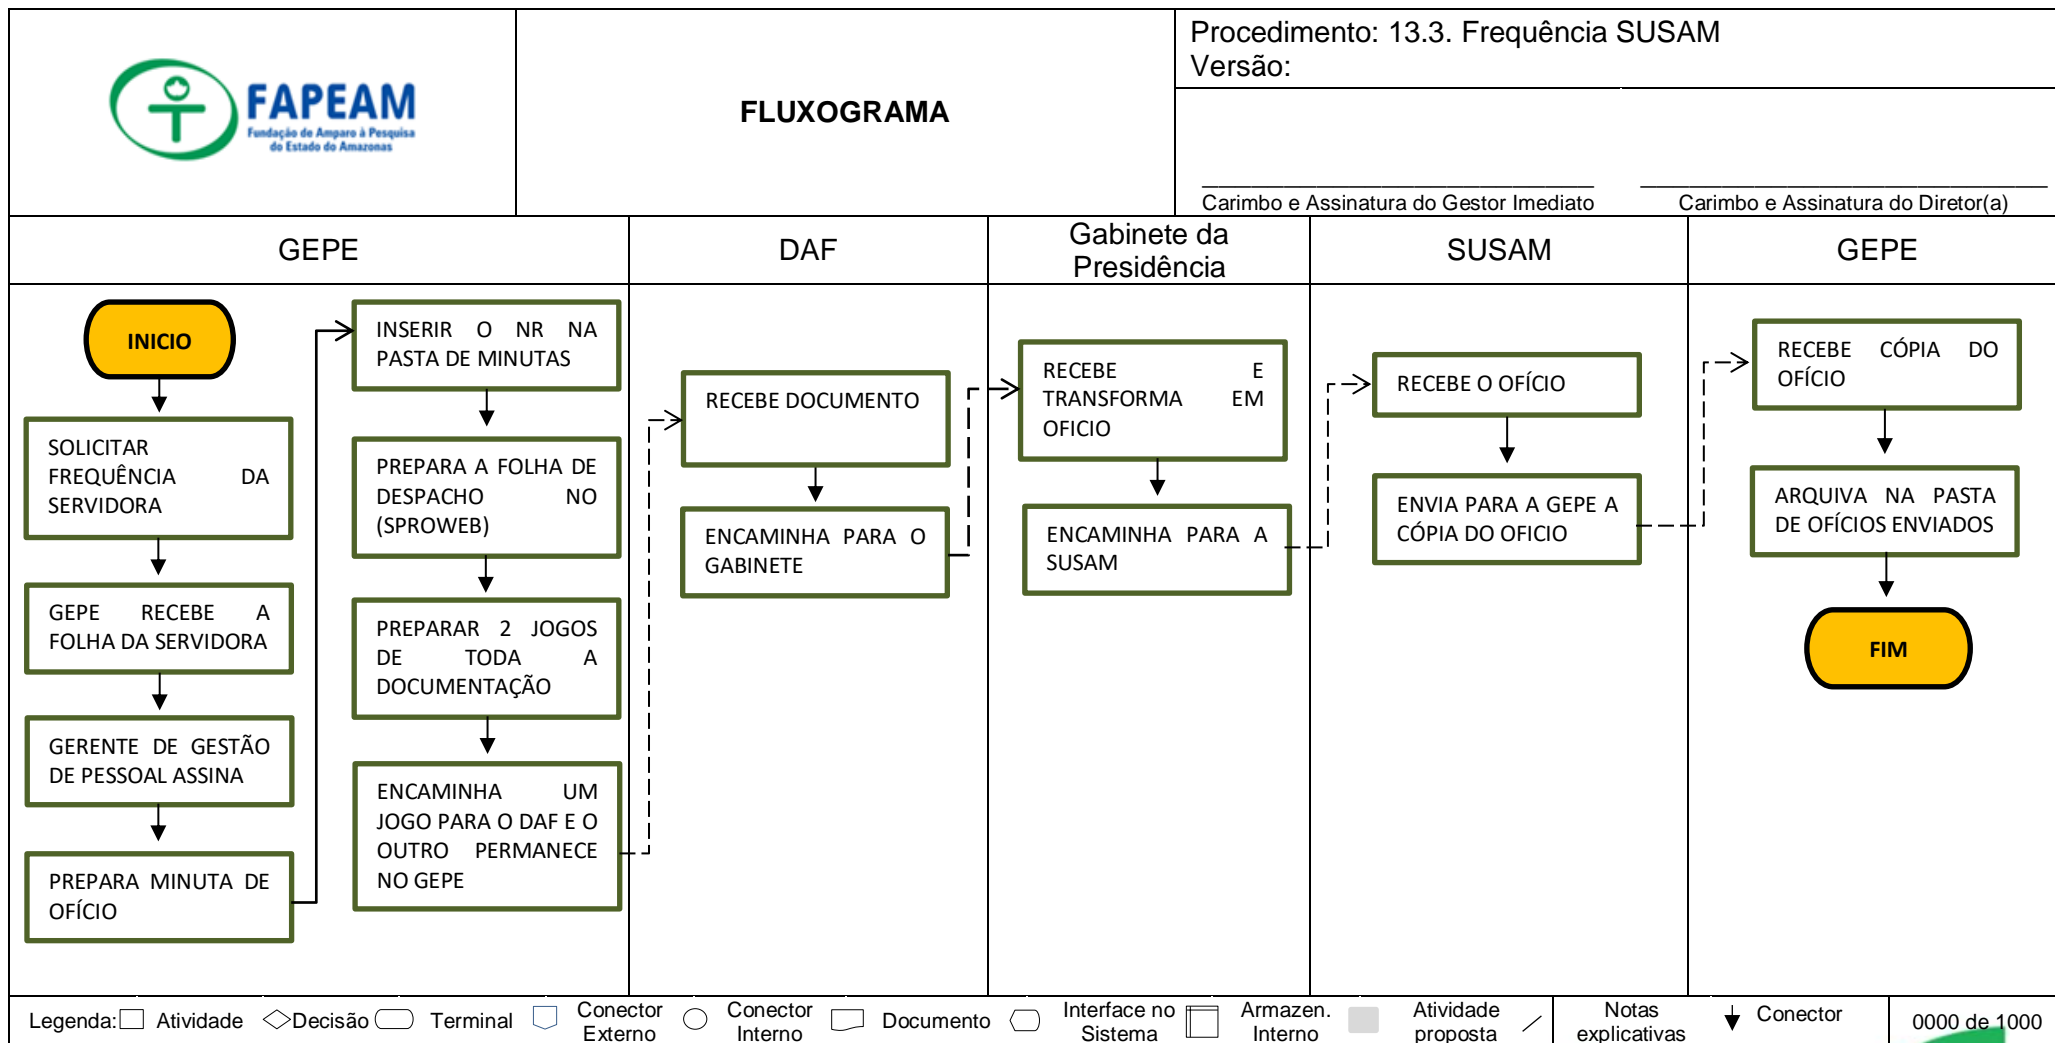 FAPEAM
Fundação de Amparo à Pesquisa
do Estado do Amazonas
FLUXOGRAMA
Procedimento: 13.3. Frequência SUSAM
Versão:
Carimbo e Assinatura do Gestor Imediato
Carimbo e Assinatura do Diretor(a)
GEPE
DAF
Gabinete da
Presidência
SUSAM
GEPE
INICIO
SOLICITAR
FREQUÊNCIA DA
SERVIDORA
GEPE RECEBE A
FOLHA DA SERVIDORA
GERENTE DE GESTÃO
DE PESSOAL ASSINA
PREPARA MINUTA DE
OFÍCIO
INSERIR O NR NA
PASTA DE MINUTAS
PREPARA A FOLHA DE
DESPACHO NO
(SPROWEB)
PREPARAR 2 JOGOS
DE TODA A
DOCUMENTAÇÃO
ENCAMINHA UM
JOGO PARA O DAF E O
OUTRO PERMANECE
NO GEPE
RECEBE DOCUMENTO
ENCAMINHA PARA O
GABINETE
RECEBE E
TRANSFORMA EM
OFICIO
ENCAMINHA PARA A
SUSAM
RECEBE O OFÍCIO
ENVIA PARA A GEPE A
CÓPIA DO OFICIO
RECEBE CÓPIA DO
OFÍCIO
ARQUIVA NA PASTA
DE OFÍCIOS ENVIADOS
FIM
Legenda:
Atividade
Decisão
Terminal
Conector
Externo
Conector
Interno
Documento
Interface no
Sistema
Armazen.
Interno
Atividade
proposta
Notas
explicativas
Conector
0000 de 1000